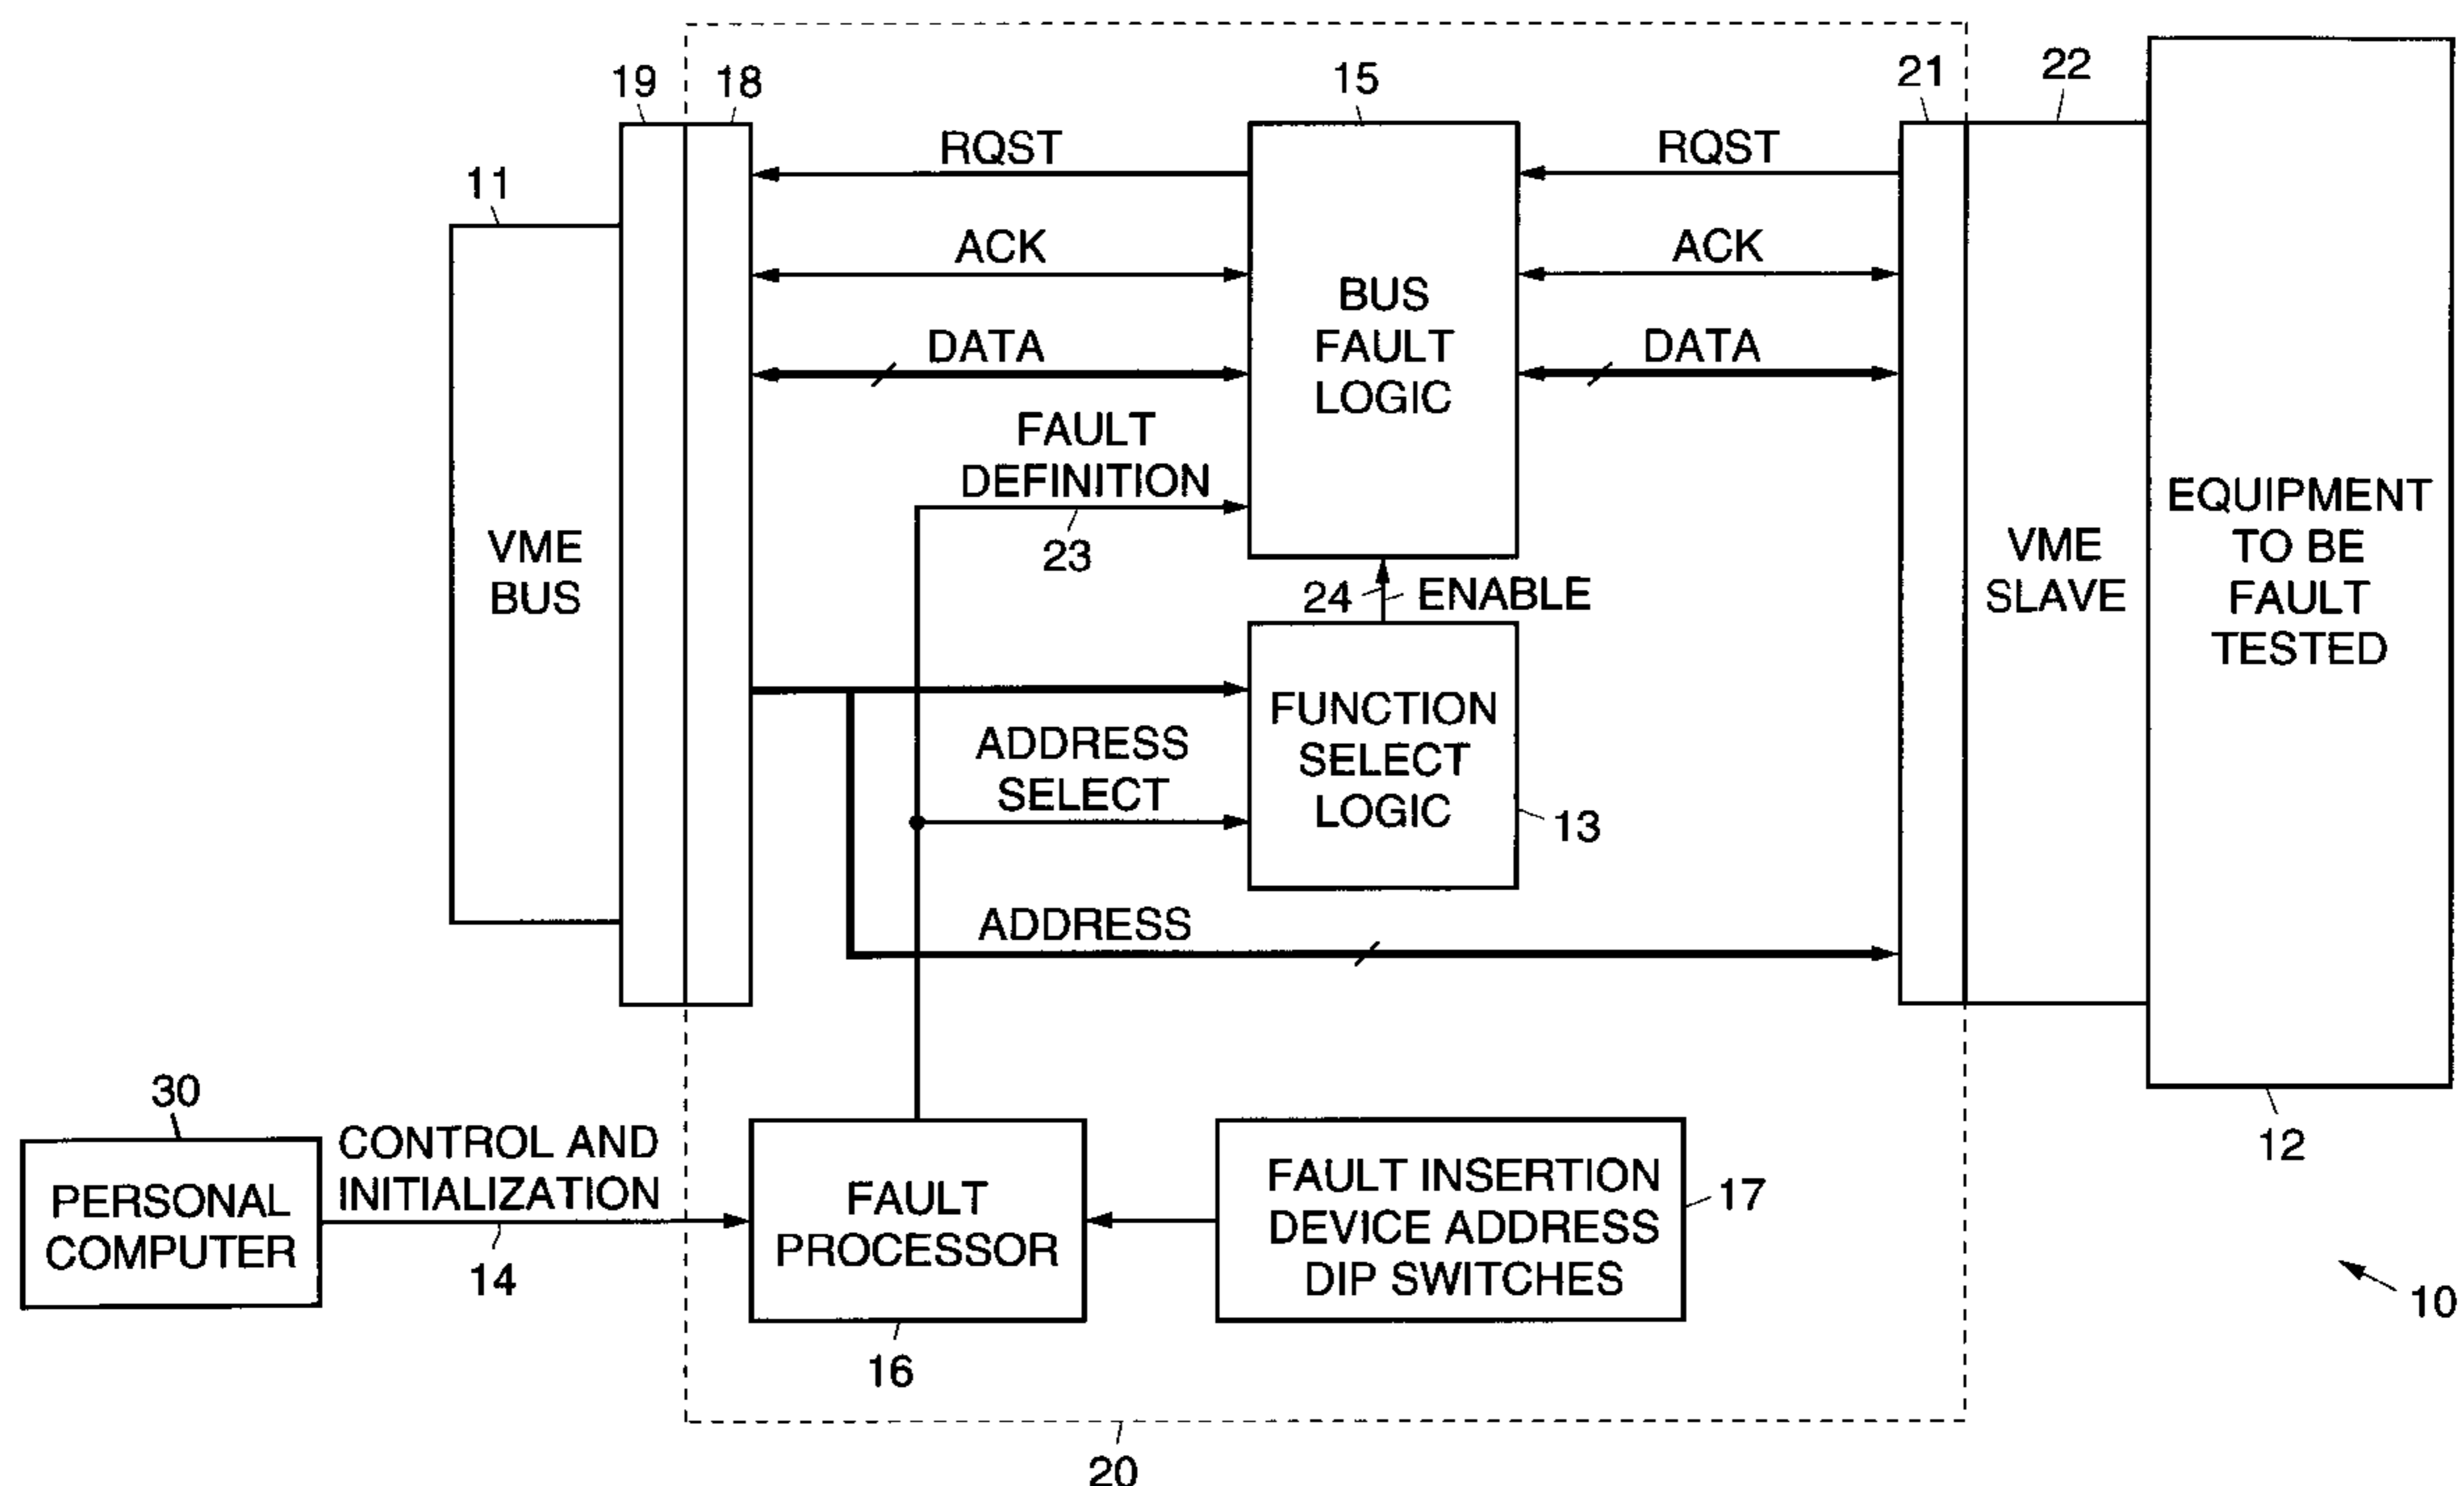 19
18
15
21
22
11
RQST
RQST
ACK
ACK
DATA
DATA
BUS
FAULT
LOGIC
FAULT
DEFINITION
23
VME
BUS
24
ENABLE
VME
SLAVE
EQUIPMENT
TO BE
FAULT
TESTED
FUNCTION
SELECT
LOGIC
ADDRESS
SELECT
13
ADDRESS
30
CONTROL AND
INITIALIZATION
14
PERSONAL
COMPUTER
FAULT
PROCESSOR
16
FAULT INSERTION
DEVICE ADDRESS
DIP SWITCHES
17
12
10
20